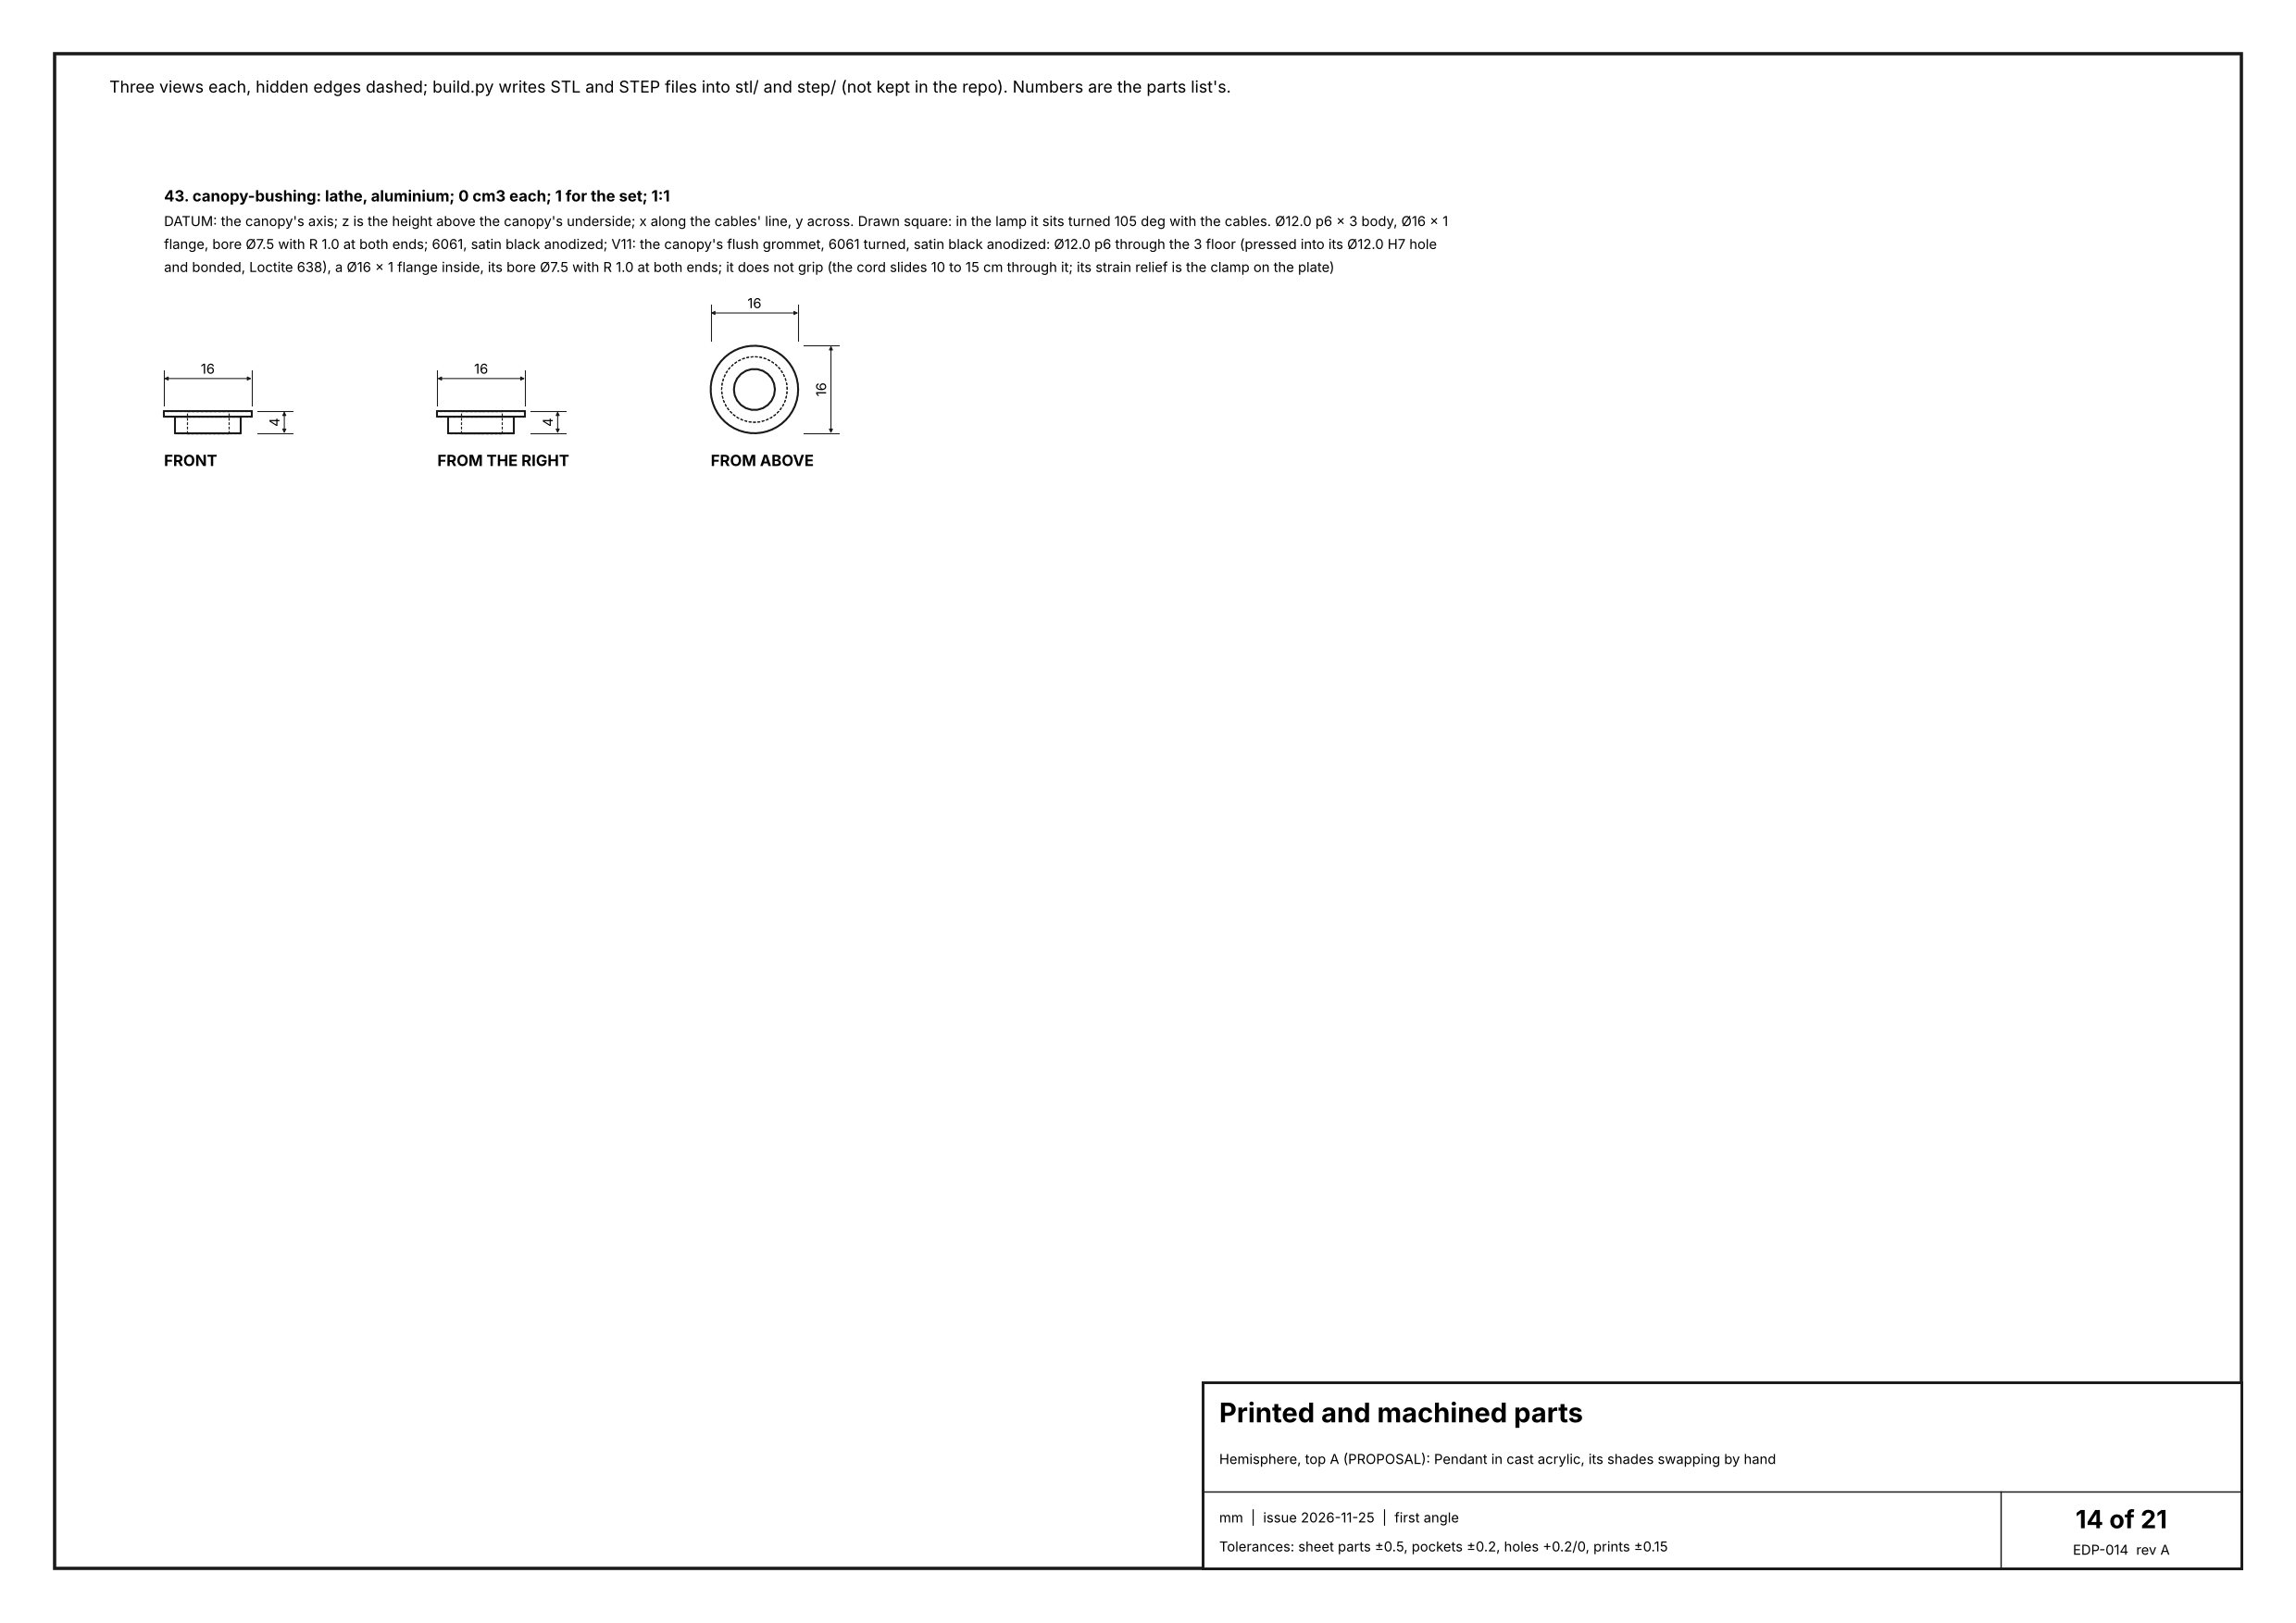 Three views each, hidden edges dashed; build.py writes STL and STEP files into stl/ and step/ (not kept in the repo). Numbers are the parts list's.
43. canopy-bushing: lathe, aluminium; 0 cm3 each; 1 for the set; 1:1
DATUM: the canopy's axis; z is the height above the canopy's underside; x along the cables' line, y across. Drawn square: in the lamp it sits turned 105 deg with the cables. Ø12.0 p6 × 3 body, Ø16 × 1
flange, bore Ø7.5 with R 1.0 at both ends; 6061, satin black anodized; V11: the canopy's flush grommet, 6061 turned, satin black anodized: Ø12.0 p6 through the 3 floor (pressed into its Ø12.0 H7 hole
and bonded, Loctite 638), a Ø16 × 1 flange inside, its bore Ø7.5 with R 1.0 at both ends; it does not grip (the cord slides 10 to 15 cm through it; its strain relief is the clamp on the plate)
16
4
FRONT
16
4
FROM THE RIGHT
16
16
FROM ABOVE
Printed and machined parts
Hemisphere, top A (PROPOSAL): Pendant in cast acrylic, its shades swapping by hand
mm | issue 2026-11-25 | first angle
Tolerances: sheet parts ±0.5, pockets ±0.2, holes +0.2/0, prints ±0.15
14 of 21
EDP-014 rev A